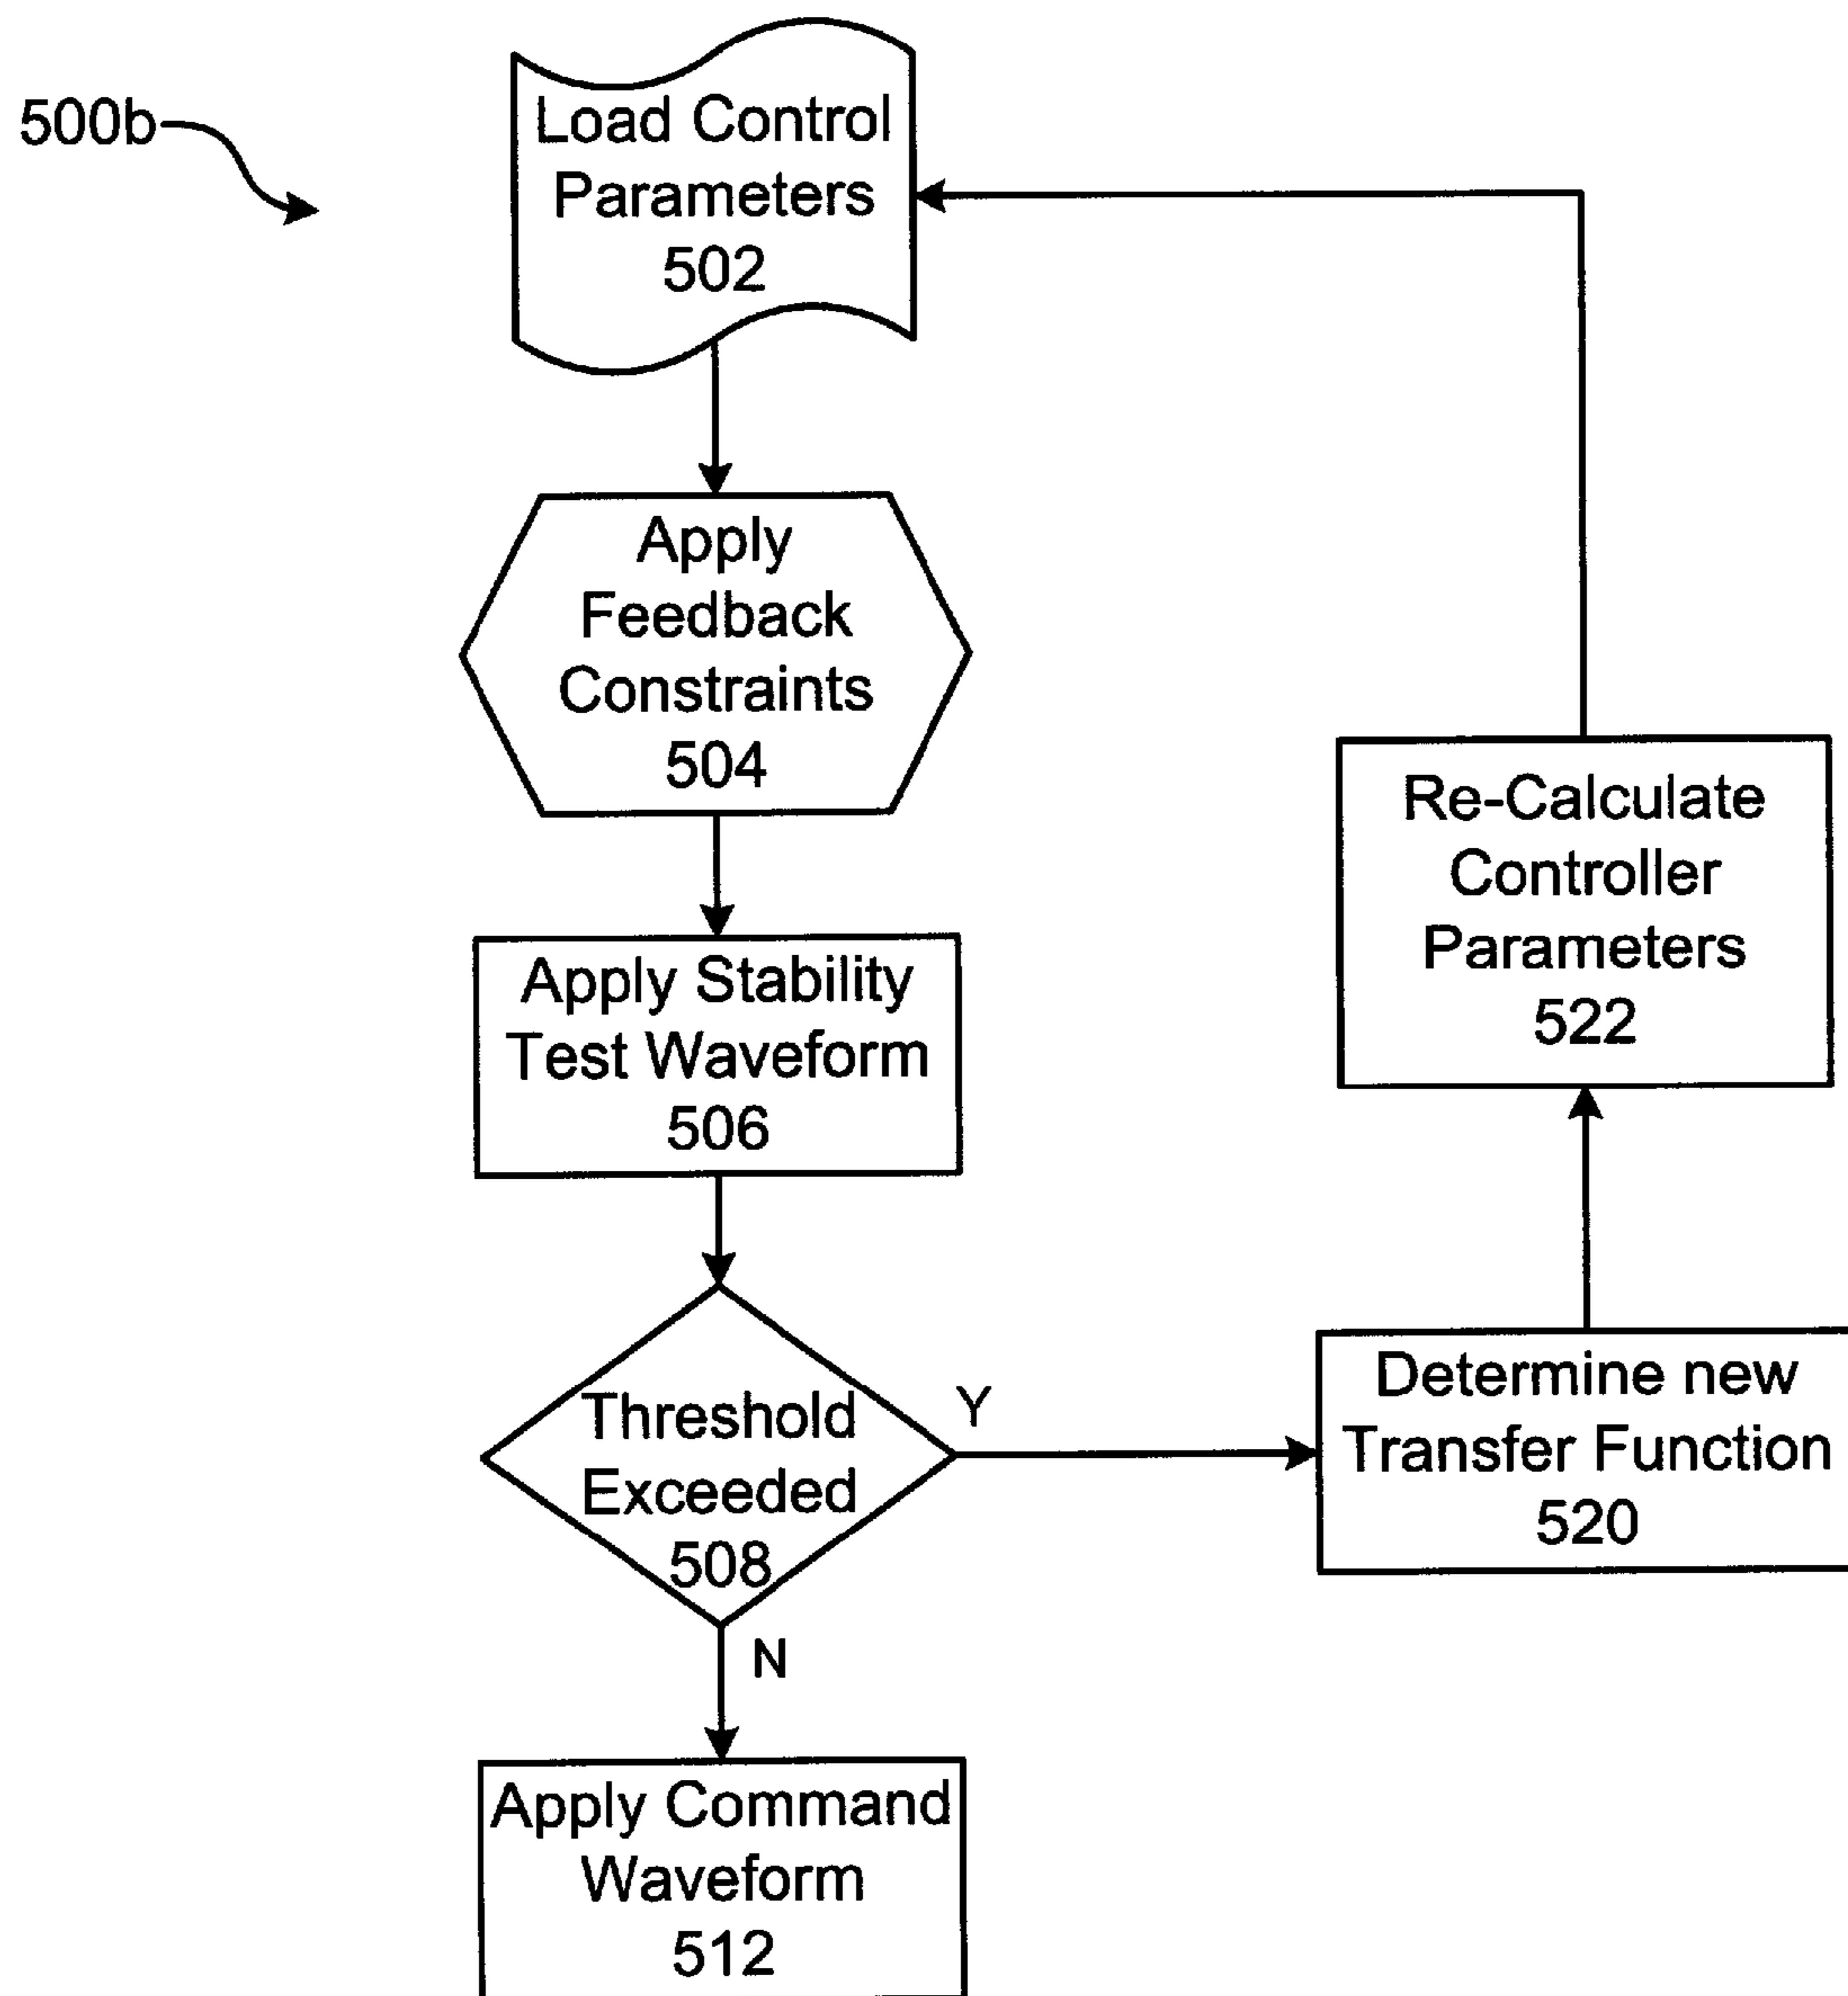 500b
Load Control
Parameters
502
Apply
Feedback
Constraints
504
Re-Calculate
Controller
Parameters
522
Apply Stability
Test Waveform
506
Threshold
Exceeded
508
Y
Determine new
Transfer Function
520
N
Apply Command
Waveform
512